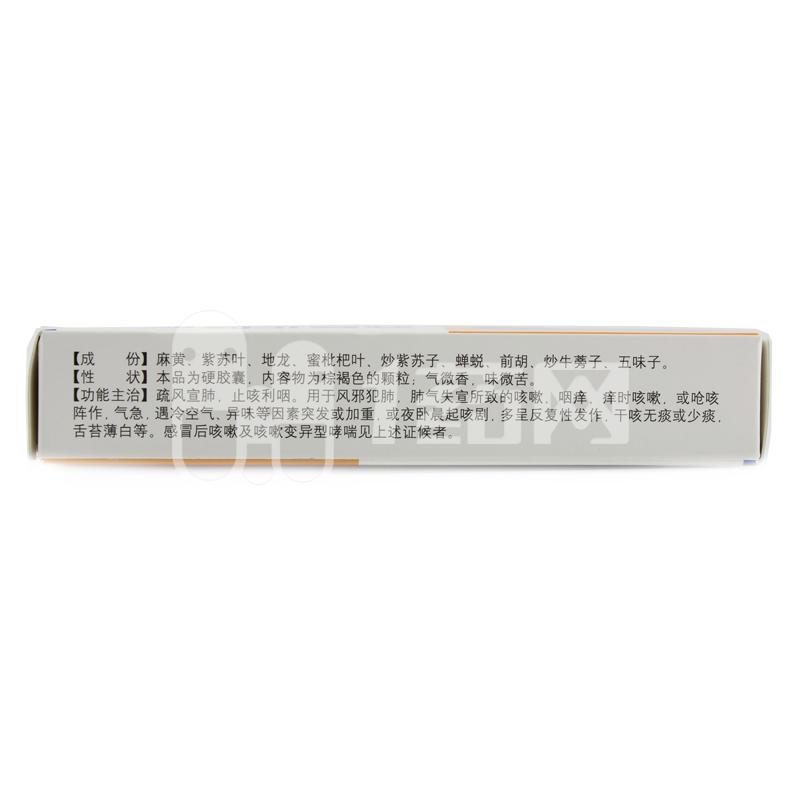 【成　份】麻黄、紫苏叶、地龙、蜜枇杷叶、炒紫苏子、蝉蜕、前胡、炒牛蒡子、五味子。
【性　状】本品为硬胶囊，内容物为棕褐色的颗粒；气微香，味微苦。
【功能主治】疏风宣肺，止咳利咽。用于风邪犯肺，肺气失宣所致的咳嗽，咽痒，痒时咳嗽，或呛咳
阵作，气急，遇冷空气、异味等因素突发或加重，或夜卧晨起咳剧，多呈反复性发作，干咳无痰或少痰，
舌苔薄白等。感冒后咳嗽及咳嗽变异型哮喘见上述证候者。